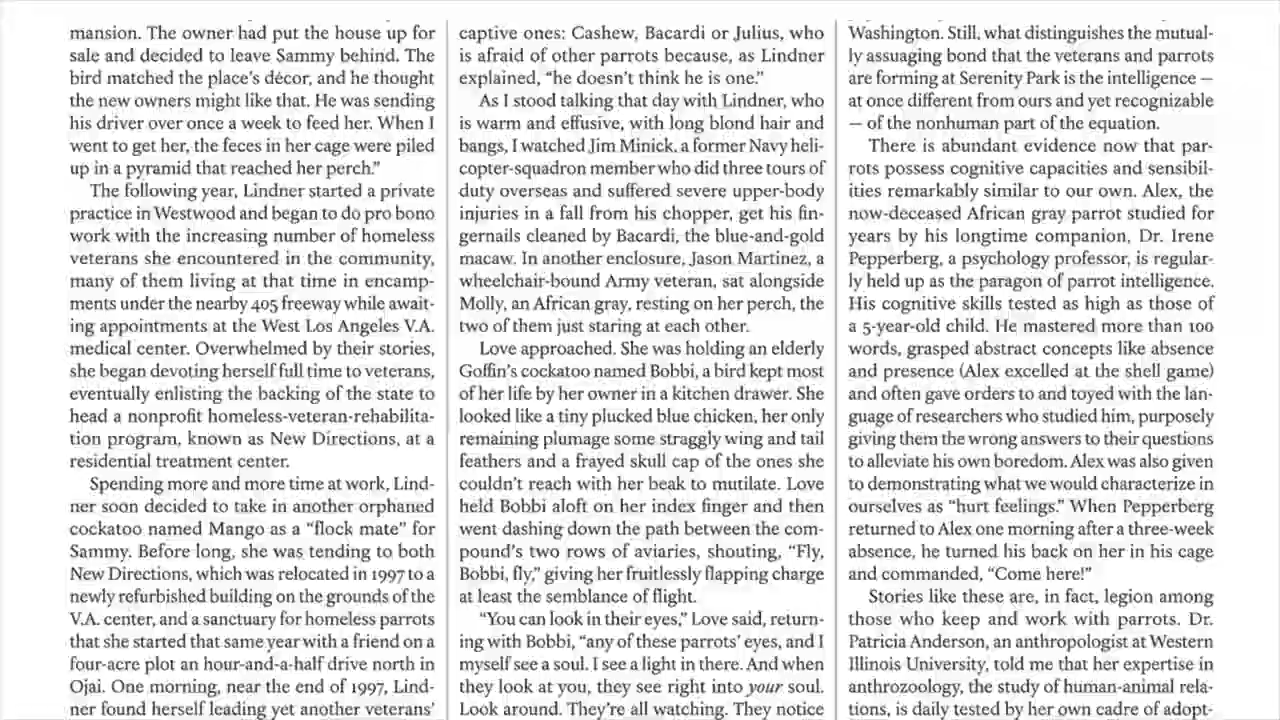 mansion. The owner had put the house up for
sale and decided to leave Sammy behind. The
bird matched the place's décor, and he thought
the new owners might like that. He was sending
his driver over once a week to feed her. When I
went to get her, the feces in her cage were piled
up in a pyramid that reached her perch."
The following year, Lindner started a private
practice in Westwood and began to do pro bono
work with the increasing number of homeless
veterans she encountered in the community,
many of them living at that time in encamp-
ments under the nearby 405 freeway while await-
ing appointments at the West Los Angeles V.A.
medical center. Overwhelmed by their stories,
she began devoting herself full time to veterans,
eventually enlisting the backing of the state to
head a nonprofit homeless-veteran-rehabilita-
tion program, known as New Directions, at a
residential treatment center.
Spending more and more time at work, Lind-
ner soon decided to take in another orphaned
cockatoo named Mango as a "flock mate" for
Sammy. Before long, she was tending to both
New Directions, which was relocated in 1997 to a
newly refurbished building on the grounds of the
V.A. center, and a sanctuary for homeless parrots
that she started that same year with a friend on a
four-acre plot an hour-and-a-half drive north in
Ojai. One morning, near the end of 1997, Lind-
ner found herself leading yet another veterans'
captive ones: Cashew, Bacardi or Julius, who
is afraid of other parrots because, as Lindner
explained, "he doesn't think he is one."
As I stood talking that day with Lindner, who
is warm and effusive, with long blond hair and
bangs, I watched Jim Minick, a former Navy heli-
copter-squadron member who did three tours of
duty overseas and suffered severe upper-body
injuries in a fall from his chopper, get his fin-
gernails cleaned by Bacardi, the blue-and-gold
macaw. In another enclosure, Jason Martinez, a
wheelchair-bound Army veteran, sat alongside
Molly, an African gray, resting on her perch, the
two of them just staring at each other.
Love approached. She was holding an elderly
Goffin's cockatoo named Bobbi, a bird kept most
of her life by her owner in a kitchen drawer. She
looked like a tiny plucked blue chicken, her only
remaining plumage some straggly wing and tail
feathers and a frayed skull cap of the ones she
couldn't reach with her beak to mutilate. Love
held Bobbi aloft on her index finger and then
went dashing down the path between the com-
pound's two rows of aviaries, shouting, "Fly,
Bobbi, fly," giving her fruitlessly flapping charge
at least the semblance of flight.
"You can look in their eyes," Love said, return-
ing with Bobbi, "any of these parrots' eyes, and I
myself see a soul. I see a light in there. And when
they look at you, they see right into your soul.
Look around. They're all watching. They notice
Washington. Still, what distinguishes the mutual-
ly assuaging bond that the veterans and parrots
are forming at Serenity Park is the intelligence —
at once different from ours and yet recognizable
— of the nonhuman part of the equation.
There is abundant evidence now that par-
rots possess cognitive capacities and sensibil-
ities remarkably similar to our own. Alex, the
now-deceased African gray parrot studied for
years by his longtime companion, Dr. Irene
Pepperberg, a psychology professor, is regular-
ly held up as the paragon of parrot intelligence.
His cognitive skills tested as high as those of
a 5-year-old child. He mastered more than 100
words, grasped abstract concepts like absence
and presence (Alex excelled at the shell game)
and often gave orders to and toyed with the lan-
guage of researchers who studied him, purposely
giving them the wrong answers to their questions
to alleviate his own boredom. Alex was also given
to demonstrating what we would characterize in
ourselves as "hurt feelings." When Pepperberg
returned to Alex one morning after a three-week
absence, he turned his back on her in his cage
and commanded, "Come here!"
Stories like these are, in fact, legion among
those who keep and work with parrots. Dr.
Patricia Anderson, an anthropologist at Western
Illinois University, told me that her expertise in
anthrozoology, the study of human-animal rela-
tions, is daily tested by her own cadre of adopt-